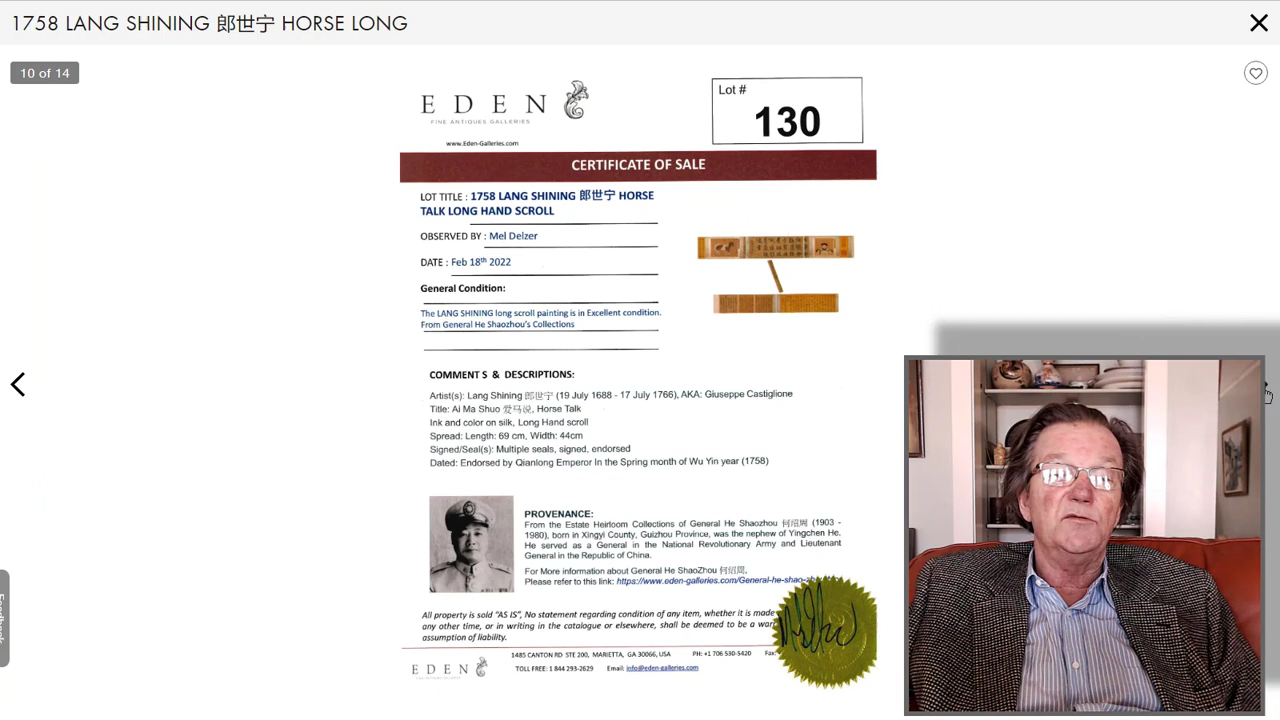 1758 LANG SHINING 郎世宁 HORSE LONG
10 of 14
EDEN
FINE ANTIQUES GALLERIES
www.Eden-Galleries.com
Lot #
130
CERTIFICATE OF SALE
LOT TITLE : 1758 LANG SHINING 郎世宁 HORSE
TALK LONG HAND SCROLL
OBSERVED BY : Mel Delzer
DATE : Feb 18th 2022
General Condition:
The LANG SHINING long scroll painting is in Excellent condition.
From General He Shaozhou's Collections
COMMENT S & DESCRIPTIONS:
Artist(s): Lang Shining 郎世宁 (19 July 1688 - 17 July 1766), AKA: Giuseppe Castiglione
Title: Ai Ma Shuo 爱马说, Horse Talk
Ink and color on silk, Long Hand scroll
Spread: Length: 69 cm, Width: 44cm
Signed/Seal(s): Multiple seals, signed, endorsed
Dated: Endorsed by Qianlong Emperor In the Spring month of Wu Yin year (1758)
PROVENANCE:
From the Estate Heirloom Collections of General He Shaozhou 何绍周 (1903 -
1980), born in Xingyi County, Guizhou Province, was the nephew of Yingchen He.
He served as a General in the National Revolutionary Army and Lieutenant
General in the Republic of China.
For More information about General He ShaoZhou 何绍周,
Please refer to this link: https://www.eden-galleries.com/General-he-shao-zh
All property is sold "AS IS", No statement regarding condition of any item, whether it is made
any other time, or in writing in the catalogue or elsewhere, shall be deemed to be a war
assumption of liability.
EDEN
1485 CANTON RD STE 200, MARIETTA, GA 30066, USA PH: +1 706 530-5420 Fax:
TOLL FREE: 1 844 293-2629 Email: info@eden-galleries.com
Feedback